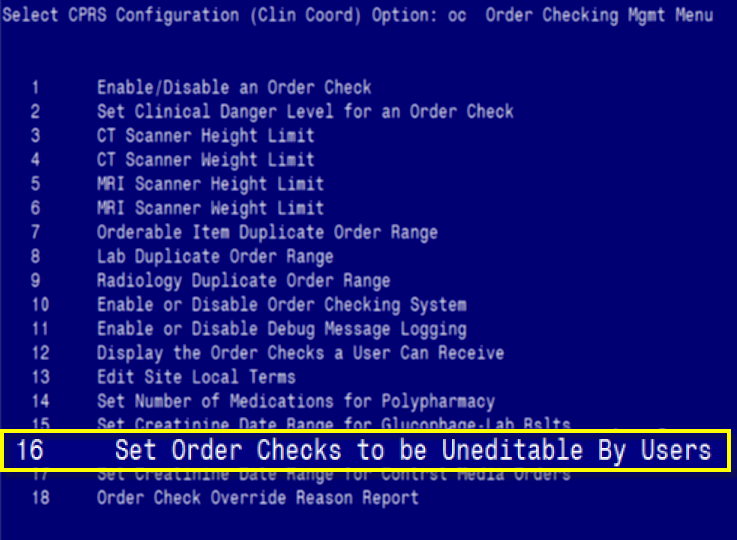 Select CPRS Configuration (Clin Coord) Option: oc  Order Checking Mgmt Menu
1 Enable/Disable an Order Check
2 Set Clinical Danger Level for an Order Check
3 CT Scanner Height Limit
4 CT Scanner Weight Limit
5 MRI Scanner Height Limit
6 MRI Scanner Weight Limit
7 Orderable Item Duplicate Order Range
8 Lab Duplicate Order Range
9 Radiology Duplicate Order Range
10 Enable or Disable Order Checking System
11 Enable or Disable Debug Message Logging
12 Display the Order Checks a User Can Receive
13 Edit Site Local Terms
14 Set Number of Medications for Polypharmacy
15 Set Creatinine Date Range for Glucophage-Lab Rslts
16 Set Order Checks to be Uneditable By Users
17 Set Creatinine Date Range for Contrst Media Orders
18 Order Check Override Reason Report